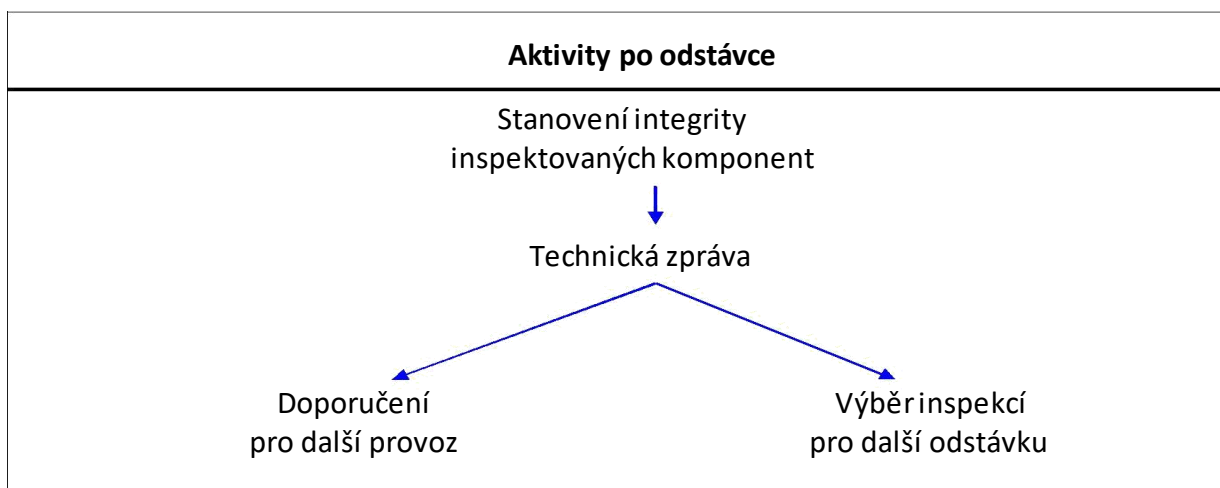 Aktivity po odstávce
Stanovení integrity
inspektovaných komponent
Technická zpráva
Doporučení
pro další provoz
Výběr inspekcí
pro další odstávku